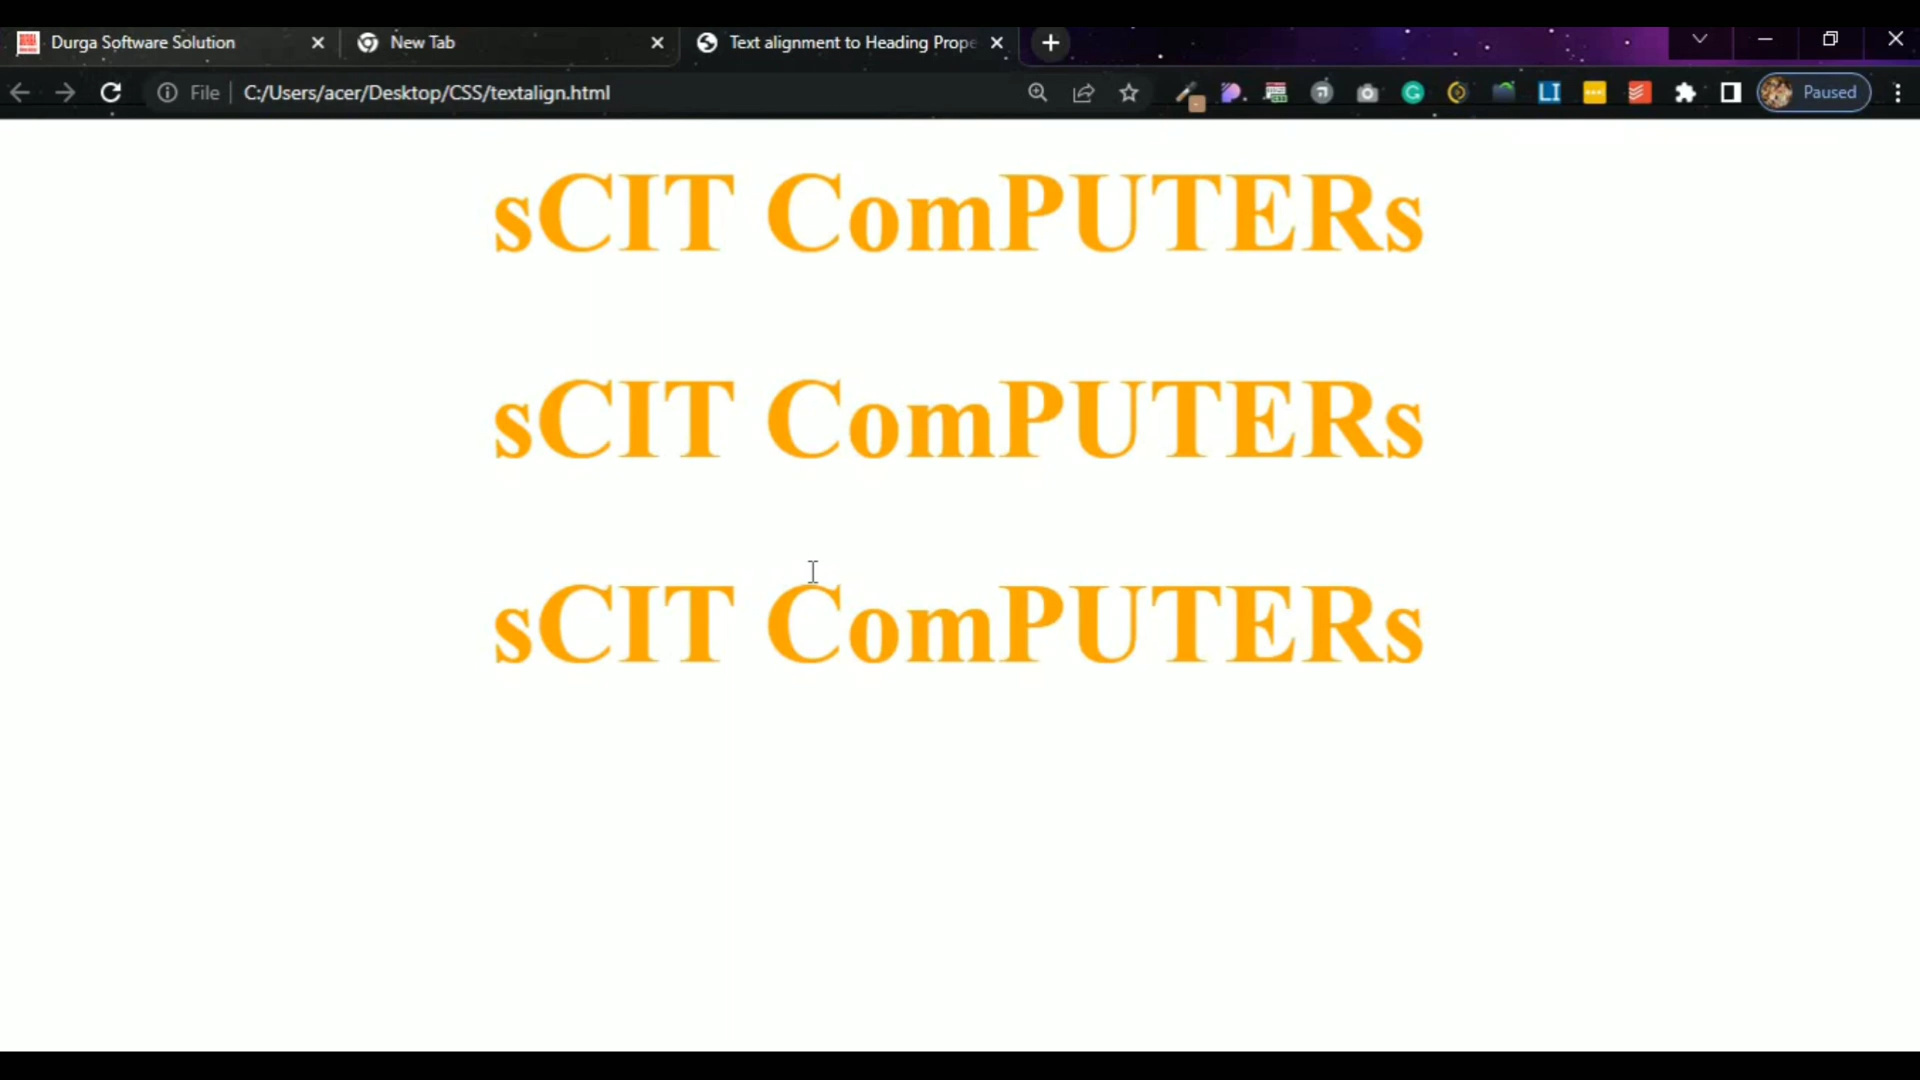 Durga Software Solution
New Tab
Text alignment to Heading Prope
File
C:/Users/acer/Desktop/CSS/textalign.html
LI
Paused
sCIT ComPUTERs
sCIT ComPUTERs
sCIT ComPUTERs